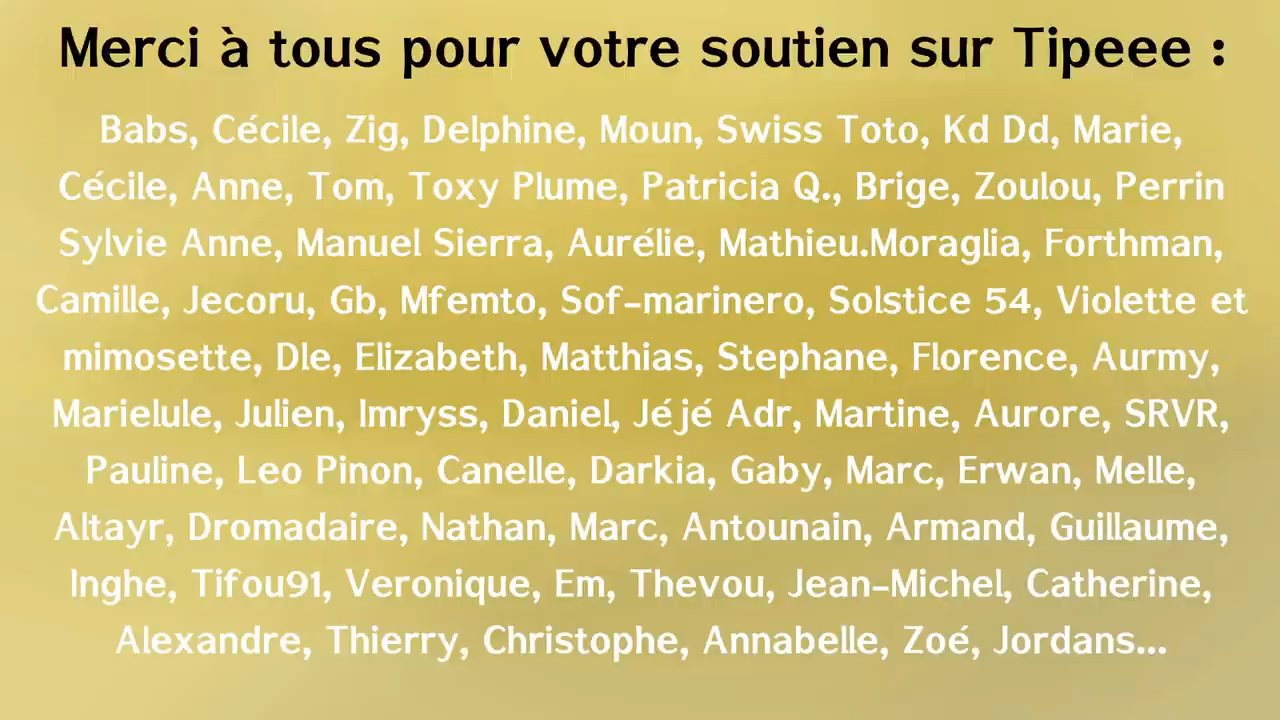 Merci à tous pour votre soutien sur Tipeee :
Babs, Cécile, Zig, Delphine, Moun, Swiss Toto, Kd Dd, Marie,
Cécile, Anne, Tom, Toxy Plume, Patricia Q., Brige, Zoulou, Perrin
Sylvie Anne, Manuel Sierra, Aurélie, Mathieu.Moraglia, Forthman,
Camille, Jecoru, Gb, Mfemto, Sof-marinero, Solstice 54, Violette et
mimosette, Dle, Elizabeth, Matthias, Stephane, Florence, Aurmy,
Marielule, Julien, Imryss, Daniel, Jéjé Adr, Martine, Aurore, SRVR,
Pauline, Leo Pinon, Canelle, Darkia, Gaby, Marc, Erwan, Melle,
Altayr, Dromadaire, Nathan, Marc, Antounain, Armand, Guillaume,
Inghe, Tifou91, Veronique, Em, Thevou, Jean-Michel, Catherine,
Alexandre, Thierry, Christophe, Annabelle, Zoé, Jordans...